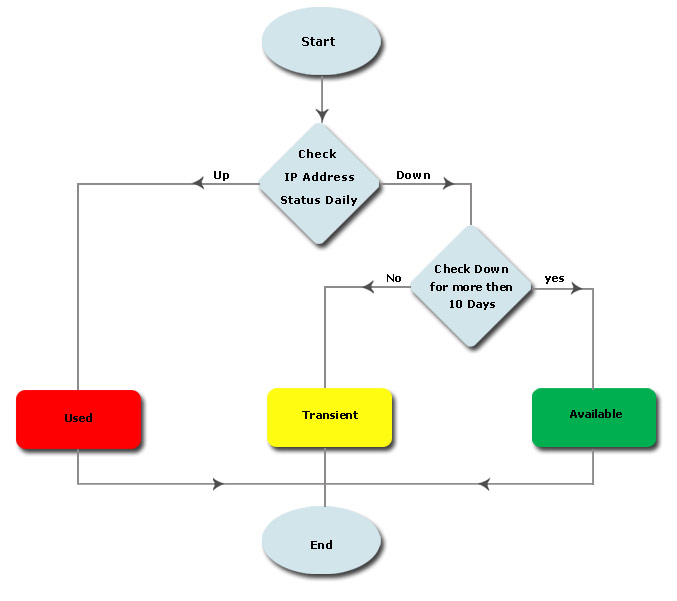 Start
Check
IP Address
Status Daily
Up
Down
Check Down
for more then
10 Days
No
yes
Used
Transient
Available
End